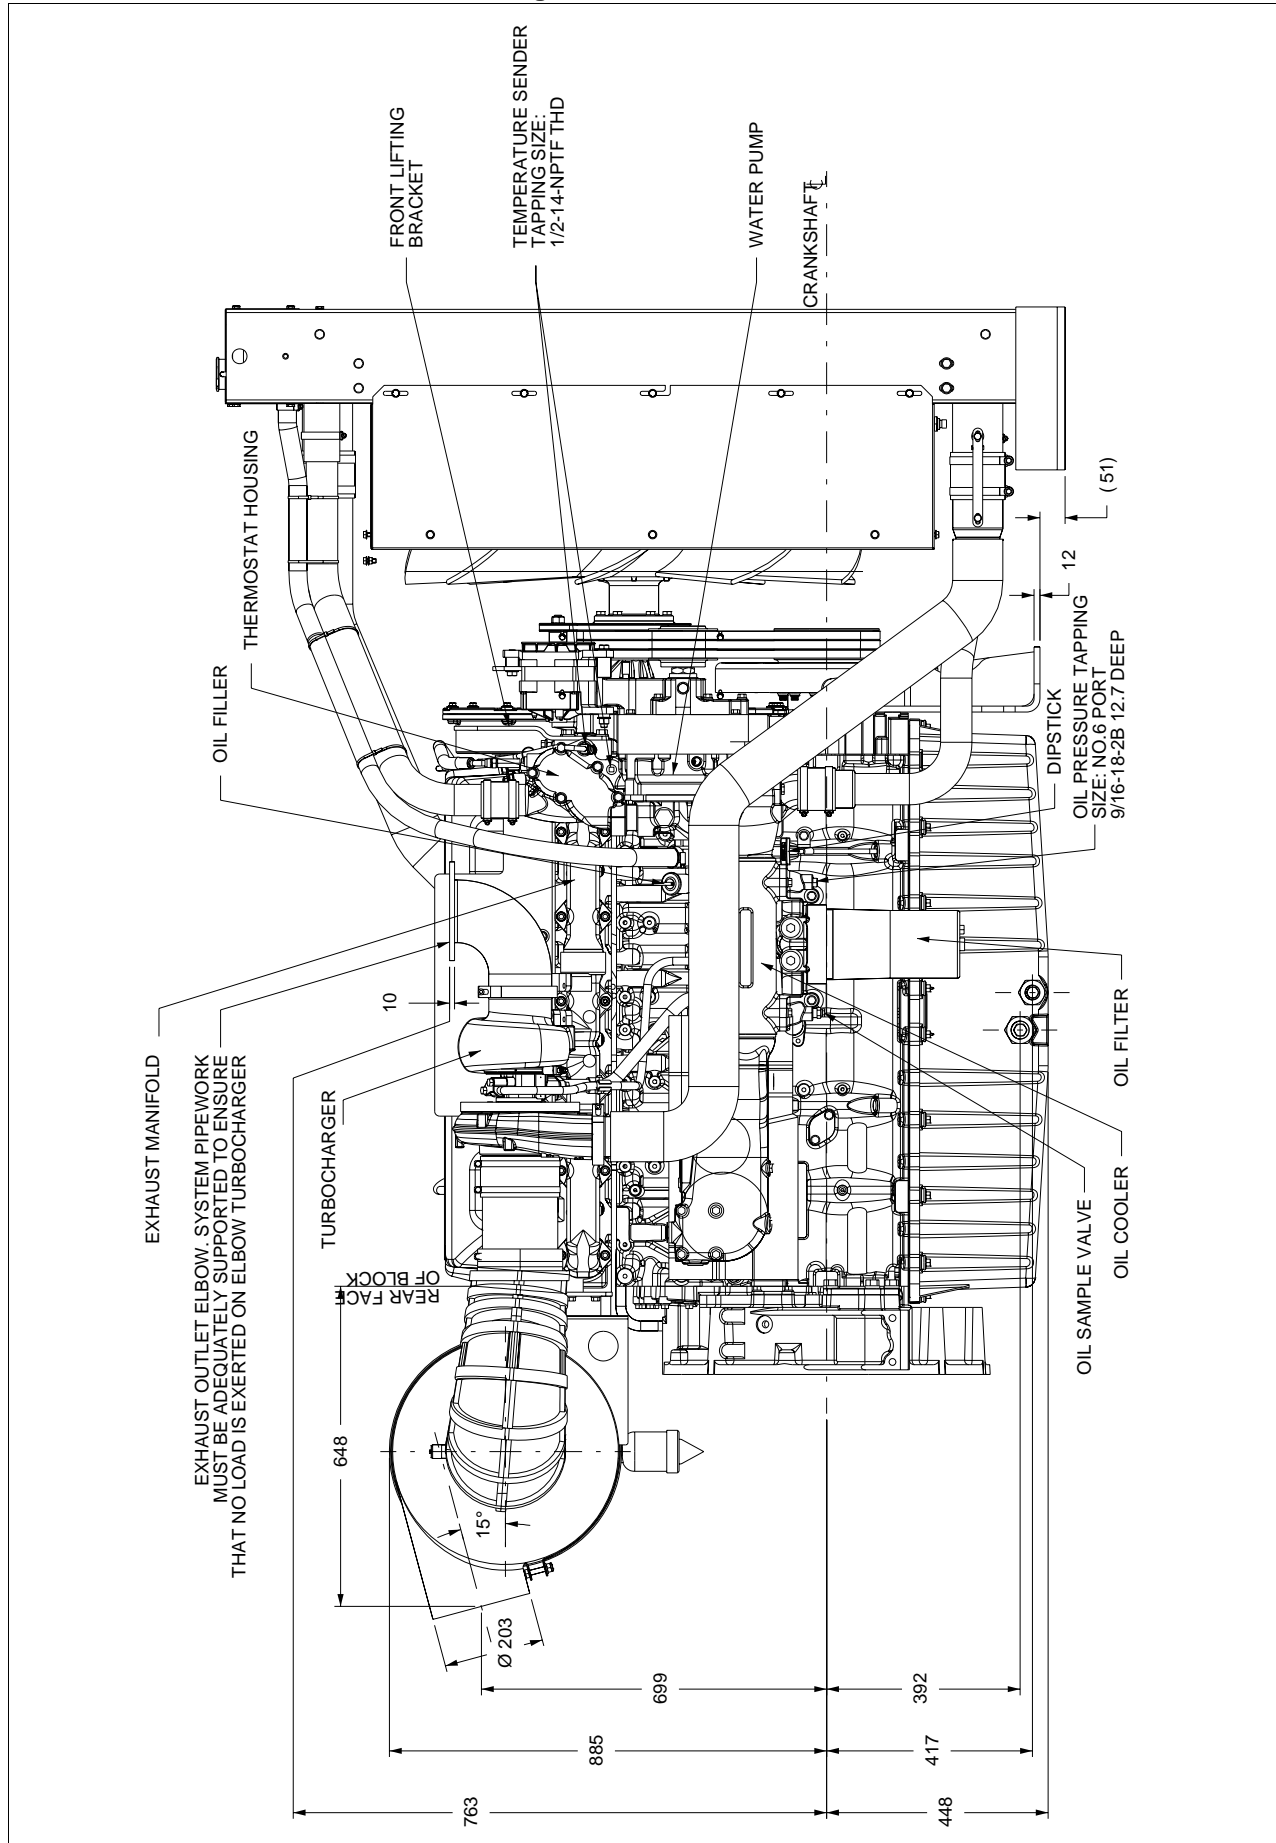 FRONT LIFTING
BRACKET
TEMPERATURE SENDER
TAPPING SIZE:
1/2-14-NPTF THD
WATER PUMP
CRANKSHAFT
THERMOSTAT HOUSING
OIL FILLER
(51)
12
DIPSTICK
OIL PRESSURE TAPPING
SIZE: NO.6 PORT
9/16-18-2B 12.7 DEEP
EXHAUST MANIFOLD
EXHAUST OUTLET ELBOW. SYSTEM PIPEWORK
MUST BE ADEQUATELY SUPPORTED TO ENSURE
THAT NO LOAD IS EXERTED ON ELBOW TURBOCHARGER
10
TURBOCHARGER
OIL FILTER
OIL COOLER
OIL SAMPLE VALVE
REAR FACE
OF BLOCK
648
15°
Ø 203
699
392
885
417
763
448